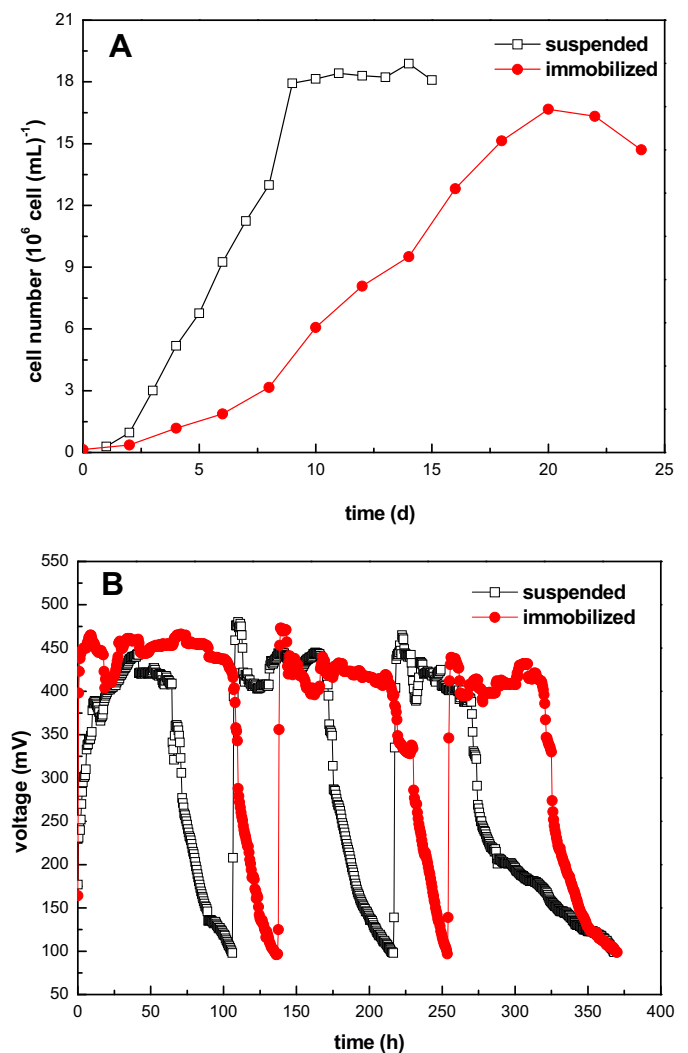 A
suspended
immobilized
21
18
15
12
9
6
3
0
cell number (10⁶ cell (mL)⁻¹)
0 5 10 15 20 25
time (d)
B
suspended
immobilized
550
500
450
400
350
300
250
200
150
100
50
voltage (mV)
0 50 100 150 200 250 300 350 400
time (h)